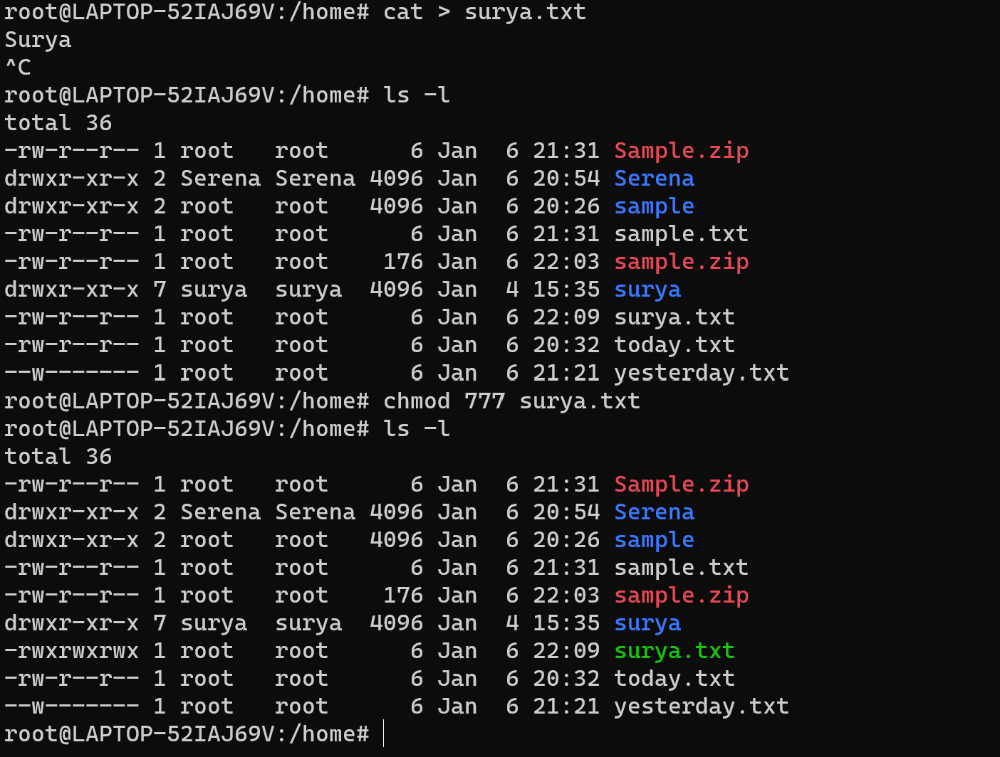 root@LAPTOP-52IAJ69V:/home# cat > surya.txt
Surya
^C
root@LAPTOP-52IAJ69V:/home# ls -l
total 36
-rw-r--r-- 1 root   root      6 Jan  6 21:31 Sample.zip
drwxr-xr-x 2 Serena Serena 4096 Jan  6 20:54 Serena
drwxr-xr-x 2 root   root   4096 Jan  6 20:26 sample
-rw-r--r-- 1 root   root      6 Jan  6 21:31 sample.txt
-rw-r--r-- 1 root   root    176 Jan  6 22:03 sample.zip
drwxr-xr-x 7 surya  surya  4096 Jan  4 15:35 surya
-rw-r--r-- 1 root   root      6 Jan  6 22:09 surya.txt
-rw-r--r-- 1 root   root      6 Jan  6 20:32 today.txt
--w------- 1 root   root      6 Jan  6 21:21 yesterday.txt
root@LAPTOP-52IAJ69V:/home# chmod 777 surya.txt
root@LAPTOP-52IAJ69V:/home# ls -l
total 36
-rw-r--r-- 1 root   root      6 Jan  6 21:31 Sample.zip
drwxr-xr-x 2 Serena Serena 4096 Jan  6 20:54 Serena
drwxr-xr-x 2 root   root   4096 Jan  6 20:26 sample
-rw-r--r-- 1 root   root      6 Jan  6 21:31 sample.txt
-rw-r--r-- 1 root   root    176 Jan  6 22:03 sample.zip
drwxr-xr-x 7 surya  surya  4096 Jan  4 15:35 surya
-rwxrwxrwx 1 root   root      6 Jan  6 22:09 surya.txt
-rw-r--r-- 1 root   root      6 Jan  6 20:32 today.txt
--w------- 1 root   root      6 Jan  6 21:21 yesterday.txt
root@LAPTOP-52IAJ69V:/home#